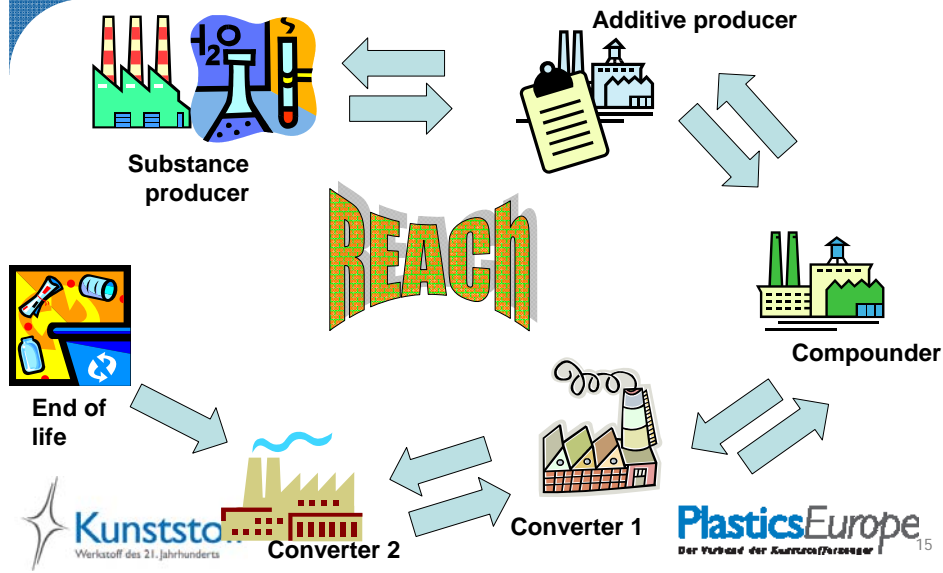 Additive producer
H2O
Substance
producer
REACh
Compounder
End of
life
Converter 1
Converter 2
Werkstoff des 21. Jahrhunderts
PlasticsEurope
Der Verband der Kunststofferzeuger
15